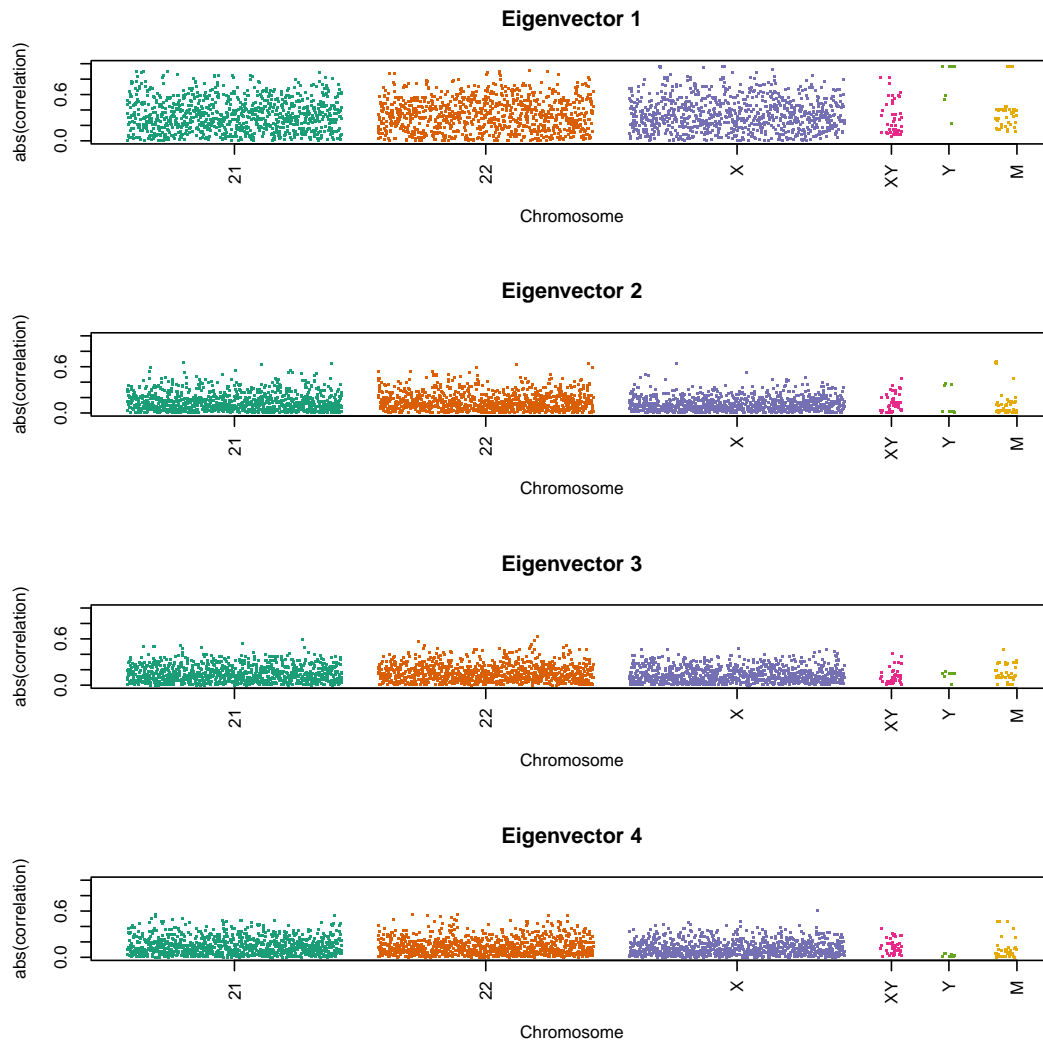 Eigenvector 1
abs(correlation)
0.0
0.6
21
22
X
XY
Y
M
Chromosome
Eigenvector 2
abs(correlation)
0.0
0.6
21
22
X
XY
Y
M
Chromosome
Eigenvector 3
abs(correlation)
0.0
0.6
21
22
X
XY
Y
M
Chromosome
Eigenvector 4
abs(correlation)
0.0
0.6
21
22
X
XY
Y
M
Chromosome